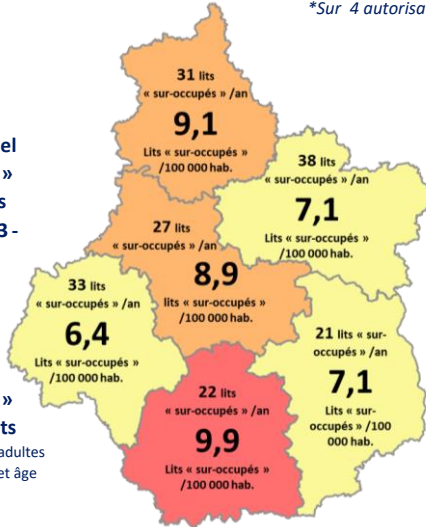 *Sur 4 autorisa
31 lits
« sur-occupés » /an
9,1
Lits « sur-occupés »
/100 000 hab.
el
»
s
3 -
38 lits
« sur-occupés » /an
7,1
Lits « sur-occupés »
/100 000 hab.
27 lits
« sur-occupés » /an
8,9
lits « sur-occupés »
/100 000 hab.
33 lits
« sur-occupés » /an
6,4
Lits « sur-occupés »
/100 000 hab.
21 lits « sur-
occupés » /an
7,1
Lits « sur-
occupés » /100
000 hab.
22 lits
« sur-occupés » /an
9,9
Lits « sur-occupés »
/100 000 hab.
»
ts
adultes
et âge